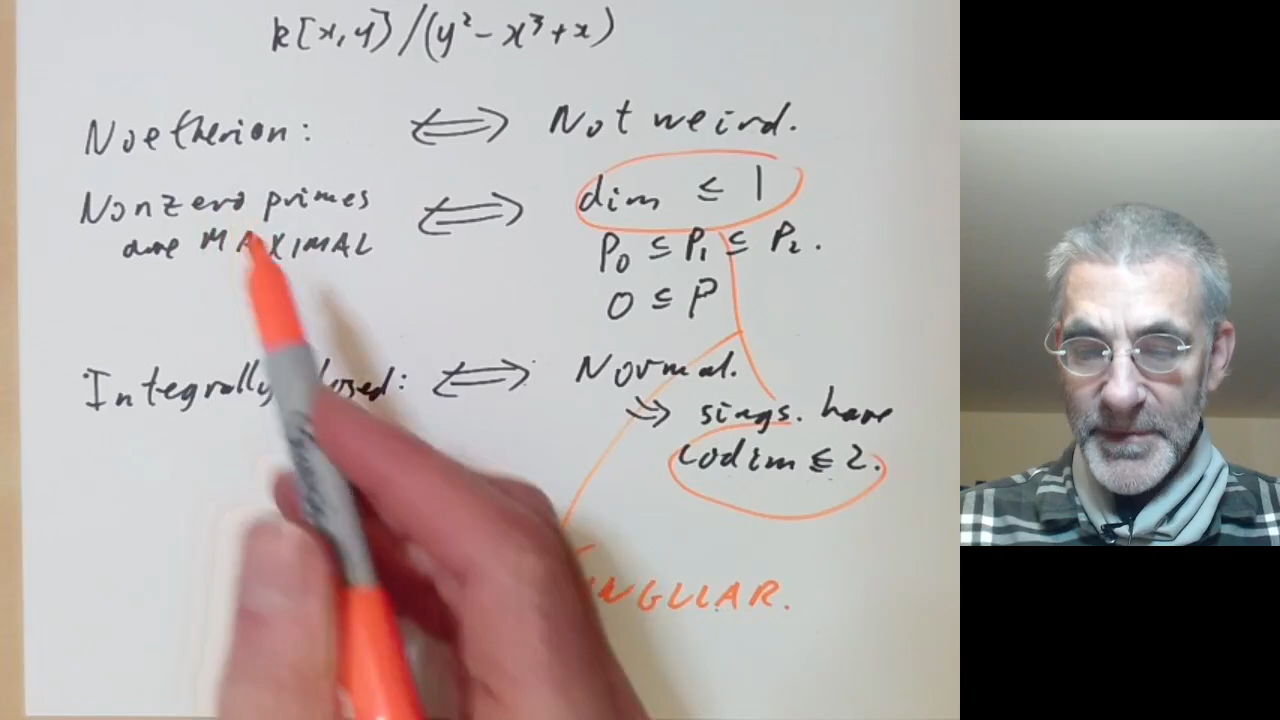 k[x,y]/(y² - x³ + x)
Noetherian: ⟺ Not weird.
Nonzero primes ⟺ dim ≤ 1
are MAXIMAL P₀ ≤ P₁ ≤ P₂.
0 ≤ P
Integrally ⟺ Normal.
⇒ sings. have
codim ≤ 2.